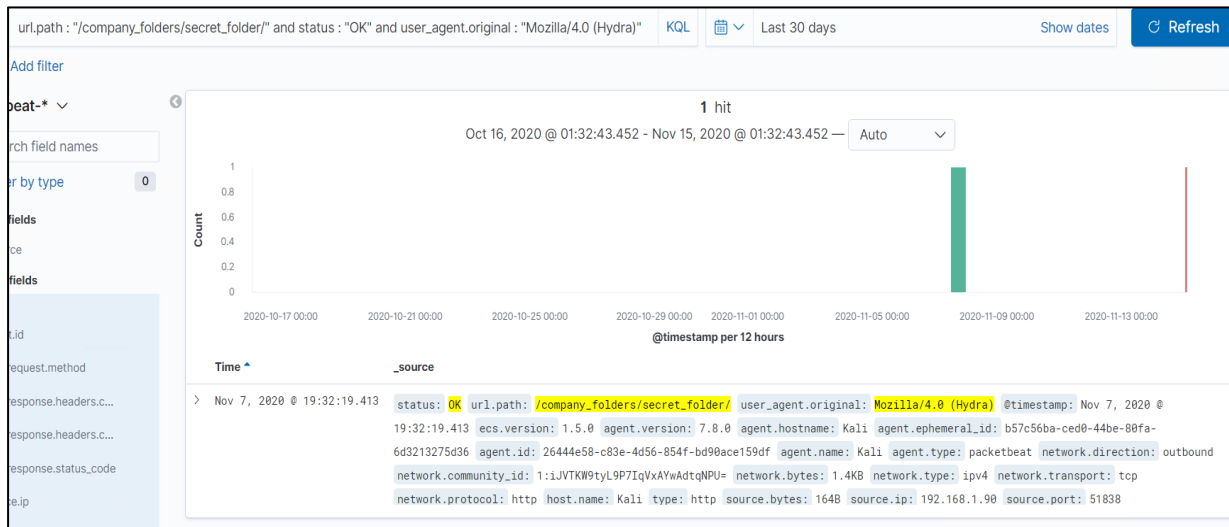 url.path : "/company_folders/secret_folder/" and status : "OK" and user_agent.original : "Mozilla/4.0 (Hydra)" KQL Last 30 days Show dates Refresh
Add filter
beat-*
rch field names
er by type 0
fields
ce
fields
t.id
request.method
response.headers.c...
response.headers.c...
response.status_code
ce.ip
1 hit
Oct 16, 2020 @ 01:32:43.452 - Nov 15, 2020 @ 01:32:43.452 — Auto
Count
1
0.8
0.6
0.4
0.2
0
2020-10-17 00:00 2020-10-21 00:00 2020-10-25 00:00 2020-10-29 00:00 2020-11-01 00:00 2020-11-05 00:00 2020-11-09 00:00 2020-11-13 00:00
@timestamp per 12 hours
Time _source
Nov 7, 2020 @ 19:32:19.413 status: OK url.path: /company_folders/secret_folder/ user_agent.original: Mozilla/4.0 (Hydra) @timestamp: Nov 7, 2020 @
19:32:19.413 ecs.version: 1.5.0 agent.version: 7.8.0 agent.hostname: Kali agent.ephemeral_id: b57c56ba-ced0-44be-80fa-
6d3213275d36 agent.id: 26444e58-c83e-4d56-854f-bd90ace159df agent.name: Kali agent.type: packetbeat network.direction: outbound
network.community_id: 1:iJVTKW9tyL9P7IqVxAYwAdtqNPU= network.bytes: 1.4KB network.type: ipv4 network.transport: tcp
network.protocol: http host.name: Kali type: http source.bytes: 164B source.ip: 192.168.1.90 source.port: 51838